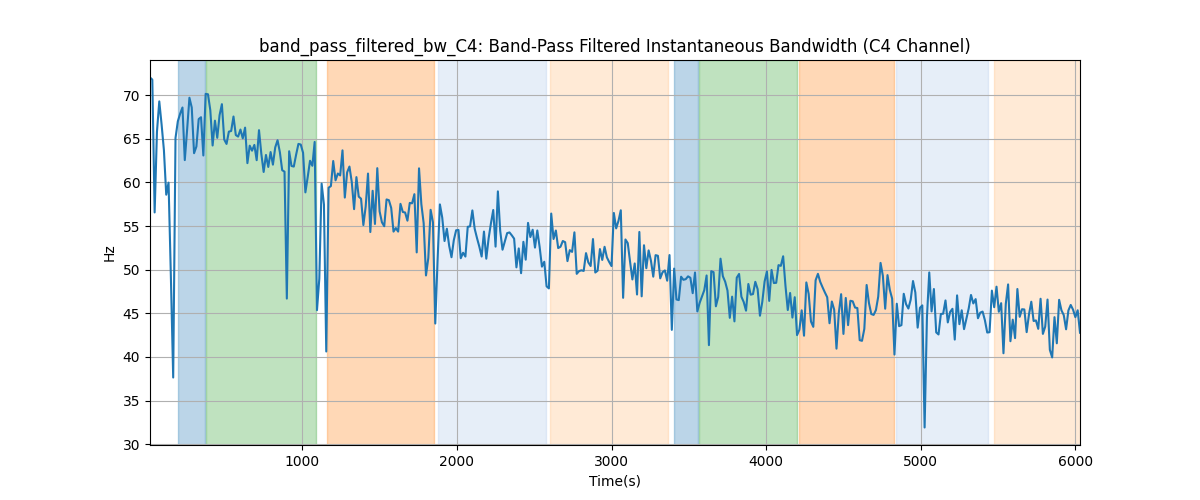 band_pass_filtered_bw_C4: Band-Pass Filtered Instantaneous Bandwidth (C4 Channel)
70
65
60
55
50
45
40
35
30
Hz
1000 2000 3000 4000 5000 6000
Time(s)